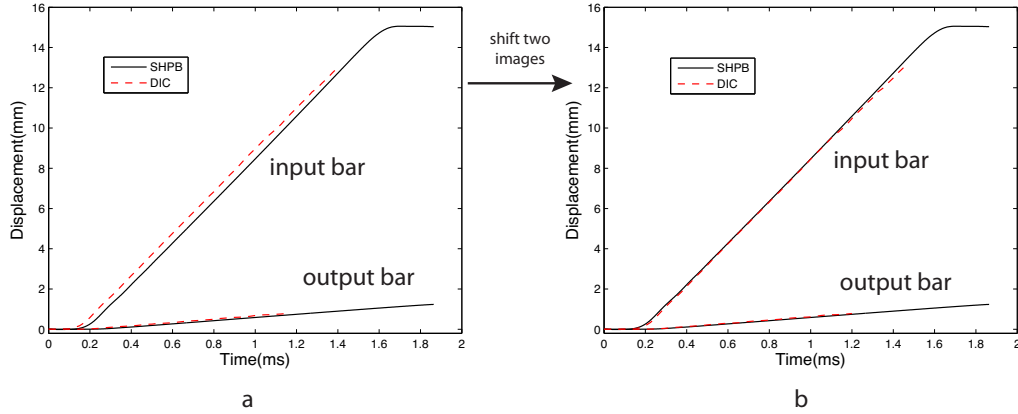 16
14
12
10
8
6
4
2
0
Displacement(mm)
SHPB
DIC
input bar
output bar
0 0.2 0.4 0.6 0.8 1 1.2 1.4 1.6 1.8 2
Time(ms)
a
shift two
images
16
14
12
10
8
6
4
2
0
Displacement(mm)
SHPB
DIC
input bar
output bar
0 0.2 0.4 0.6 0.8 1 1.2 1.4 1.6 1.8 2
Time(ms)
b